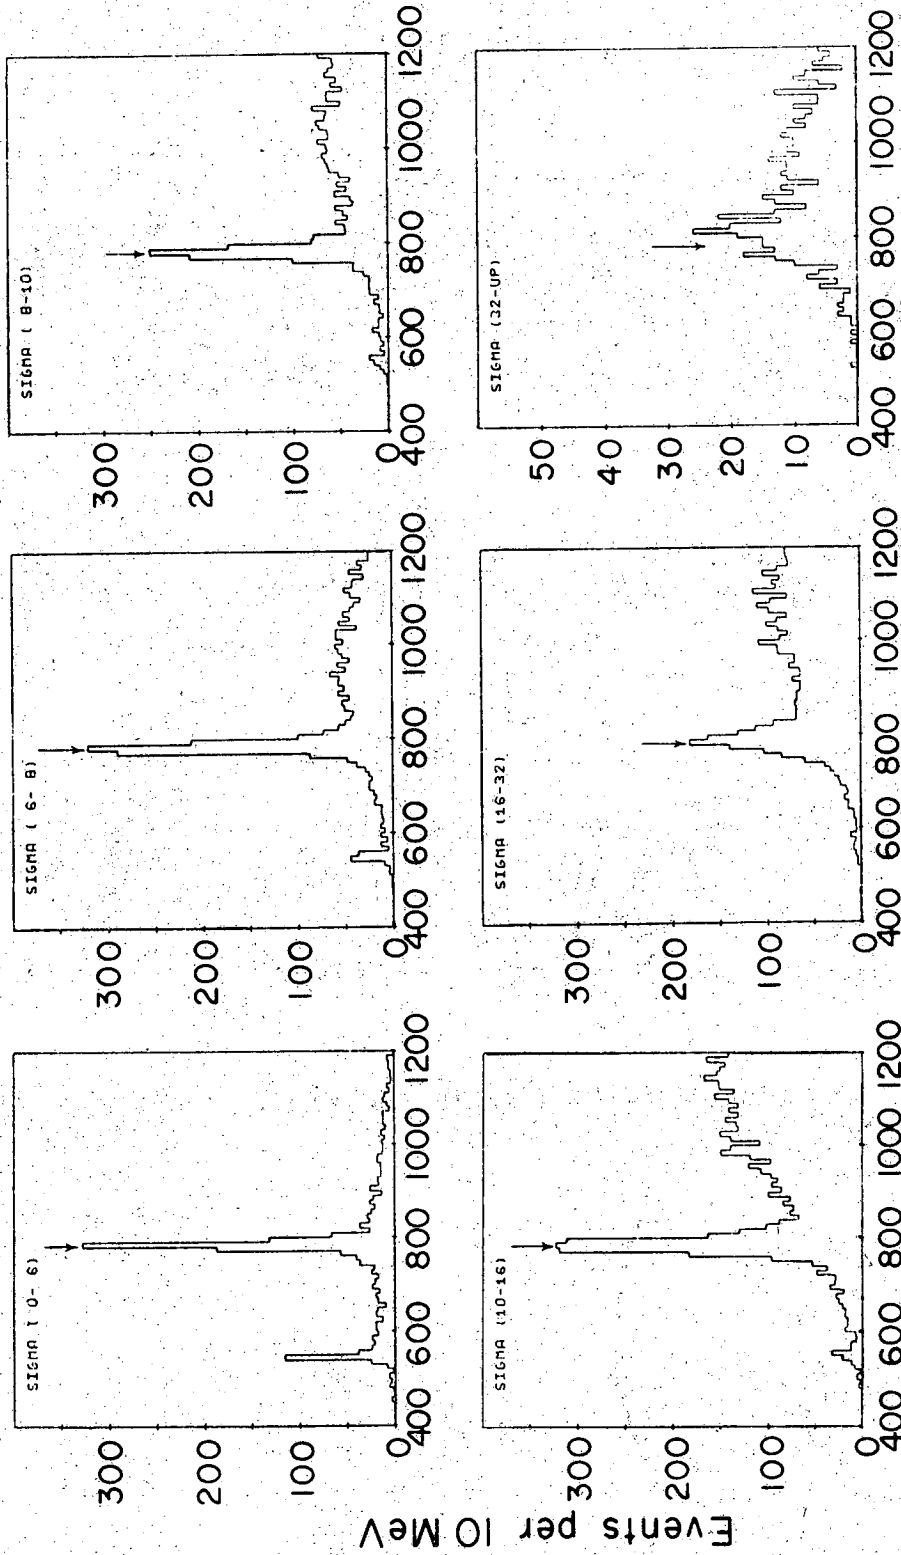 Events per 10 MeV
SIGMA ( 0- 6)
300
200
100
0
400 600 800 1000 1200
SIGMA ( 6- 8)
300
200
100
0
400 600 800 1000 1200
SIGMA ( 8-10)
300
200
100
0
400 600 800 1000 1200
SIGMA (10-16)
300
200
100
0
400 600 800 1000 1200
SIGMA (16-32)
300
200
100
0
400 600 800 1000 1200
SIGMA (32-UP)
50
40
30
20
10
0
400 600 800 1000 1200